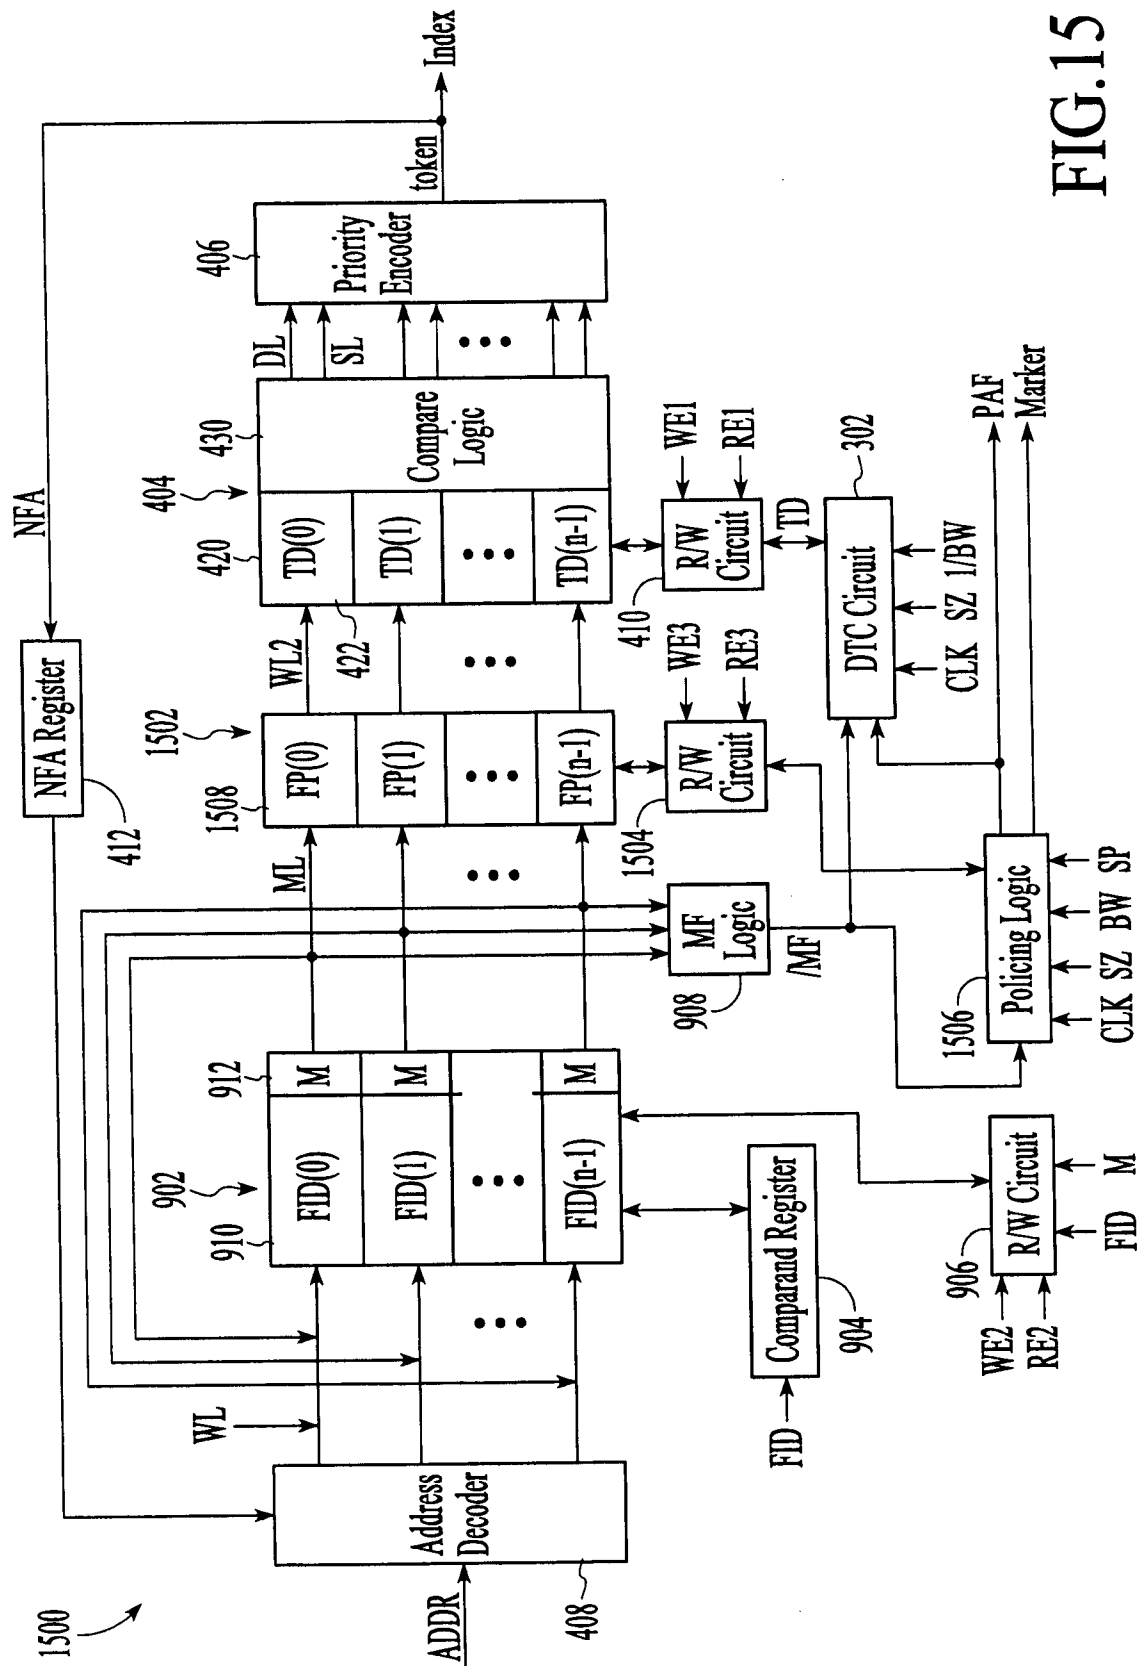 1500
NFA
NFA Register
412
ADDR
Address
Decoder
408
WL
902
910
912
FID(0)
M
FID(1)
M
FID(n-1)
M
ML
1502
1508
FP(0)
FP(1)
FP(n-1)
WL2
404
420
430
TD(0)
TD(1)
TD(n-1)
422
Compare
Logic
DL
SL
406
Priority
Encoder
token
Index
FID
Comparand Register
904
MF
Logic
908
/MF
1504
R/W
Circuit
WE3
RE3
410
R/W
Circuit
WE1
RE1
TD
302
DTC Circuit
CLK SZ 1/BW
WE2
RE2
906
R/W Circuit
FID
M
1506
Policing Logic
CLK SZ BW SP
PAF
Marker
FIG.15